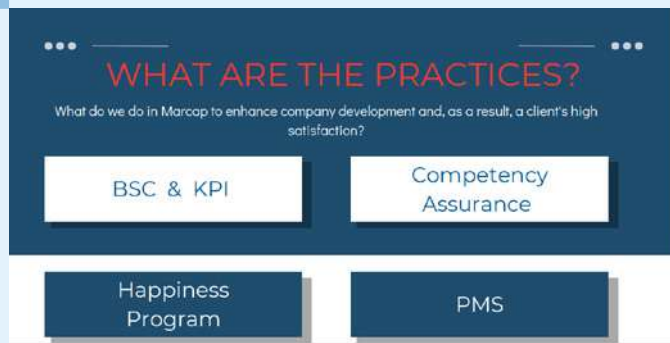 WHAT ARE THE PRACTICES?
What do we do in Marcap to enhance company development and, as a result, a client's high
satisfaction?
BSC & KPI
Competency
Assurance
Happiness
Program
PMS